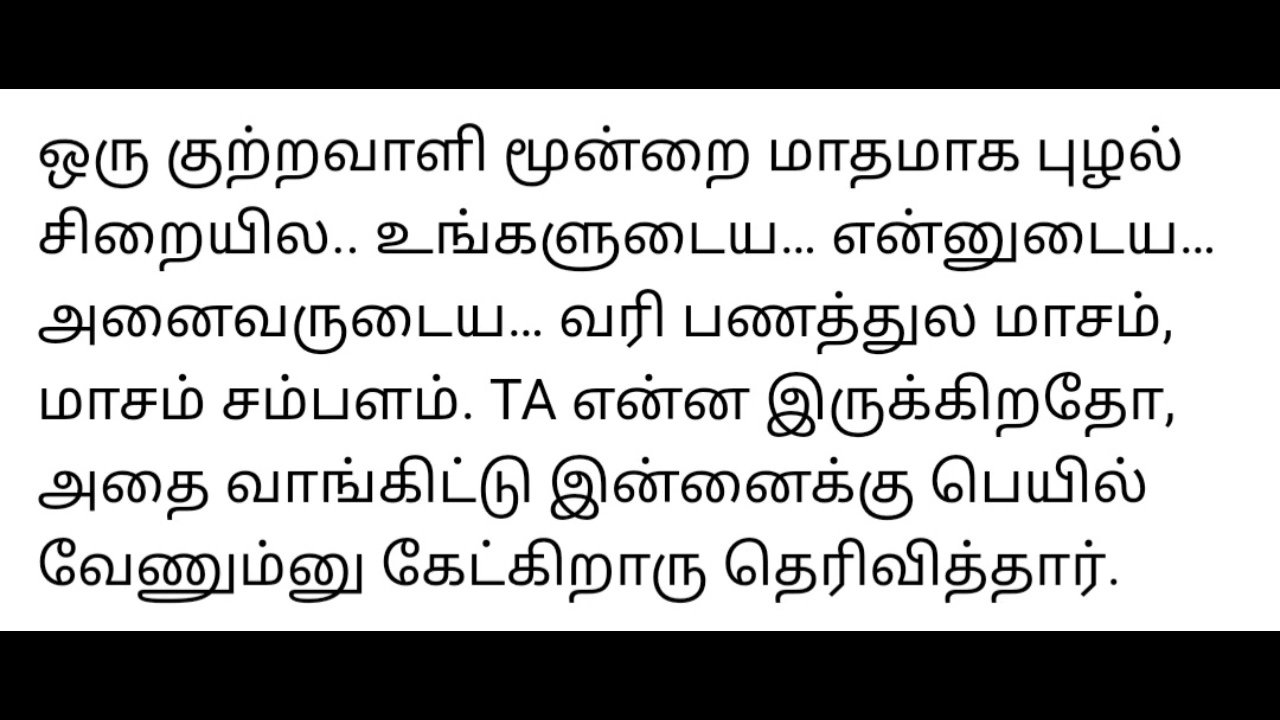 ஒரு குற்றவாளி மூன்றை மாதமாக புழல்
சிறையில.. உங்களுடைய... என்னுடைய...
அனைவருடைய... வரி பணத்துல மாசம்,
மாசம் சம்பளம். TA என்ன இருக்கிறதோ,
அதை வாங்கிட்டு இன்னைக்கு பெயில்
வேணும்னு கேட்கிறாரு தெரிவித்தார்.